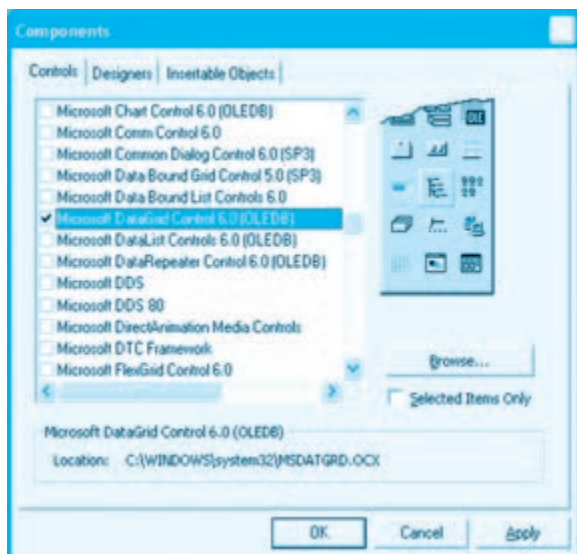 Components
Controls Designers Insertable Objects
Microsoft Chart Control 6.0 (OLEDB)
Microsoft Comm Control 6.0
Microsoft Common Dialog Control 6.0 (SP3)
Microsoft Data Bound Grid Control 5.0 (SP3)
Microsoft Data Bound List Controls 6.0
Microsoft DataGrid Control 6.0 (OLEDB)
Microsoft DataList Controls 6.0 (OLEDB)
Microsoft DataRepeater Control 6.0 (OLEDB)
Microsoft DDS
Microsoft DDS 80
Microsoft DirectAnimation Media Controls
Microsoft DTC Framework
Microsoft FlexGrid Control 6.0
Browse...
Selected Items Only
Microsoft DataGrid Control 6.0 (OLEDB)
Location: C:\WINDOWS\system32\MSDATGRD.OCX
OK Cancel Apply